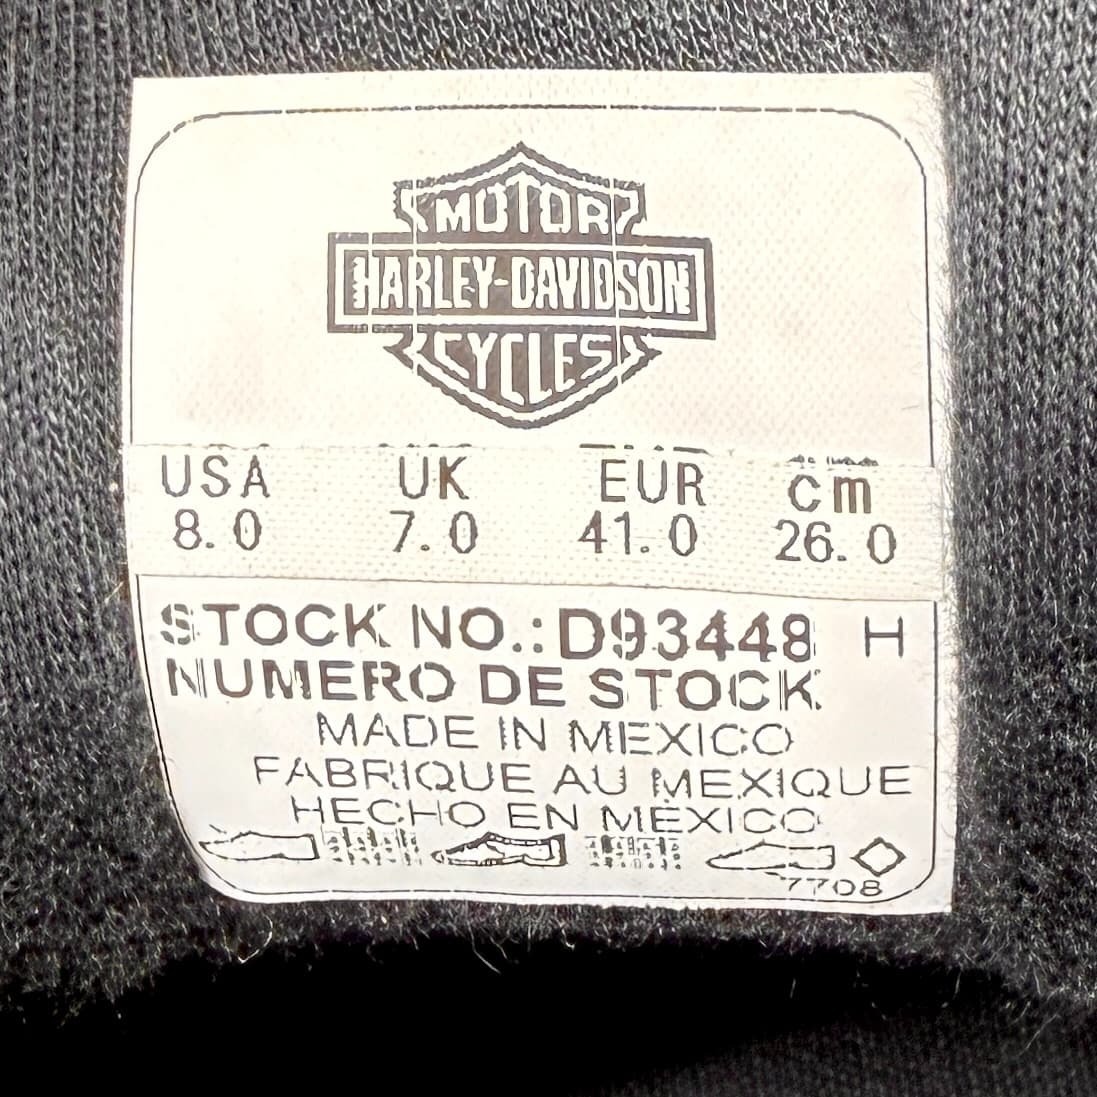 MOTOR
HARLEY-DAVIDSON
CYCLES
USA UK EUR cm
8.0 7.0 41.0 26.0
STOCK NO.:D93448 H
NUMERO DE STOCK
MADE IN MEXICO
FABRIQUE AU MEXIQUE
HECHO EN MÉXICO
7708